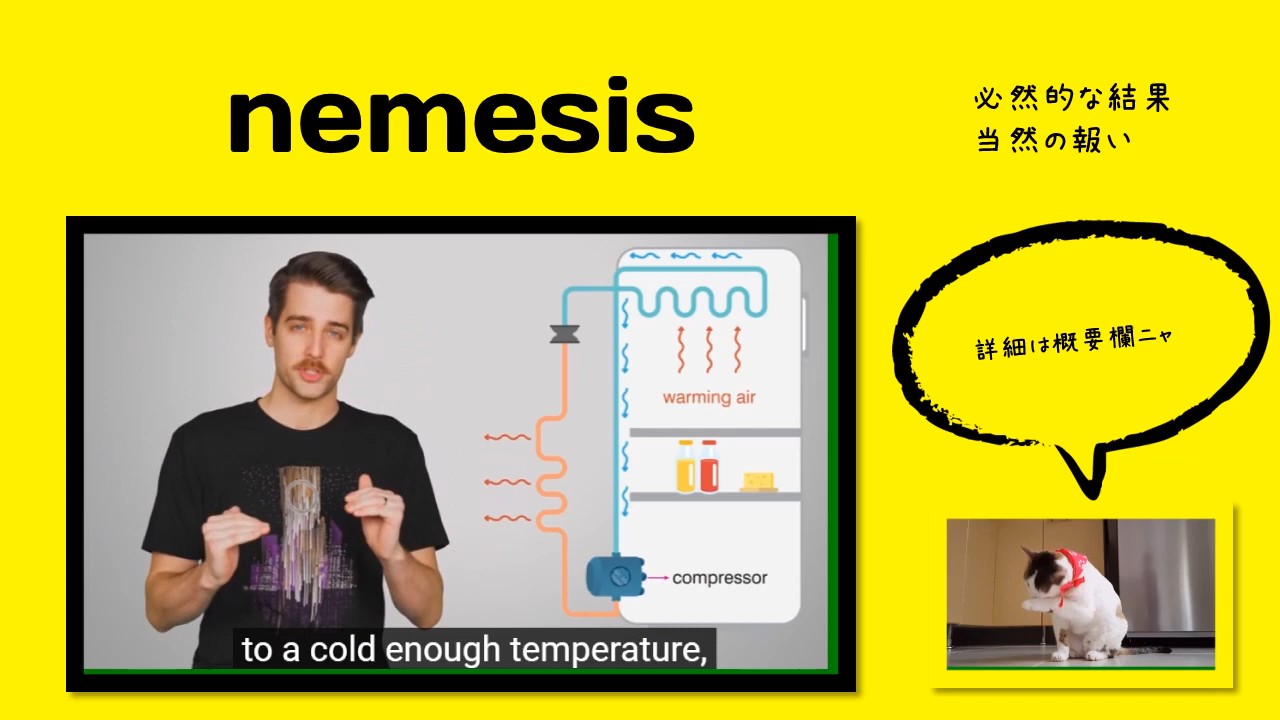 nemesis
必然的な結果
当然の報い
warming air
compressor
to a cold enough temperature,
詳細は概要欄ニャ